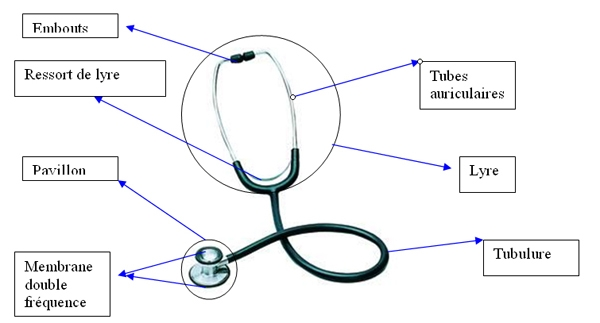 Embouts
Ressort de lyre
Tubes
auriculaires
Pavillon
Lyre
Membrane
double
fréquence
Tubulure